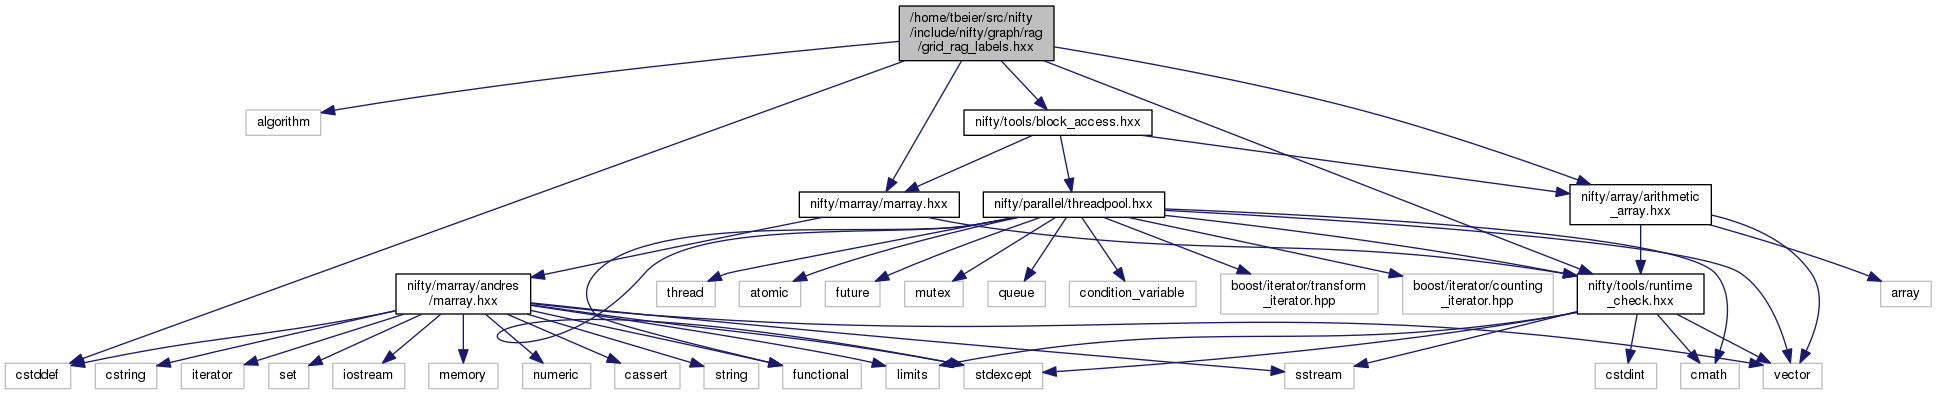 /home/tbeier/src/nifty
/include/nifty/graph/rag
/grid_rag_labels.hxx
algorithm
nifty/tools/block_access.hxx
nifty/marray/marray.hxx
nifty/parallel/threadpool.hxx
nifty/array/arithmetic
_array.hxx
nifty/marray/andres
/marray.hxx
thread
atomic
future
mutex
queue
condition_variable
boost/iterator/transform
_iterator.hpp
boost/iterator/counting
_iterator.hpp
nifty/tools/runtime
_check.hxx
array
cstddef
cstring
iterator
set
iostream
memory
numeric
cassert
string
functional
limits
stdexcept
sstream
cstdint
cmath
vector